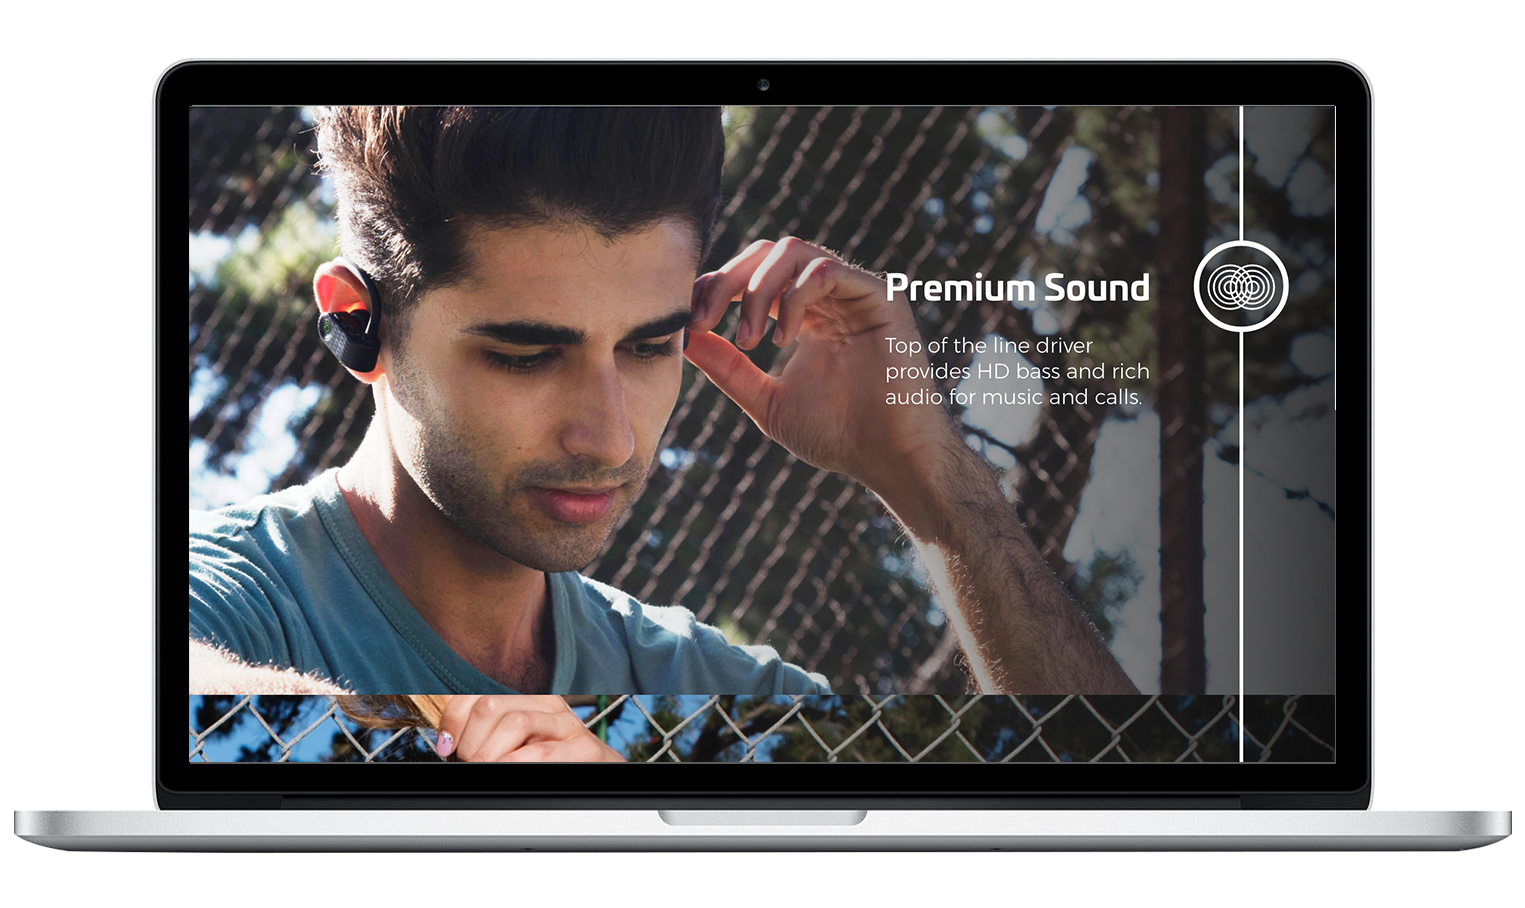 Premium Sound
Top of the line driver
provides HD bass and rich
audio for music and calls.